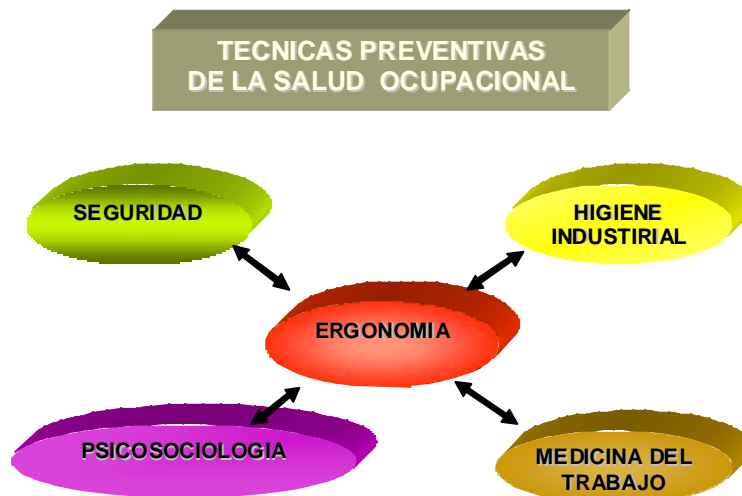 TECNICAS PREVENTIVAS
DE LA SALUD OCUPACIONAL
SEGURIDAD
HIGIENE
INDUSTIRIAL
ERGONOMIA
PSICOSOCIOLOGIA
MEDICINA DEL
TRABAJO